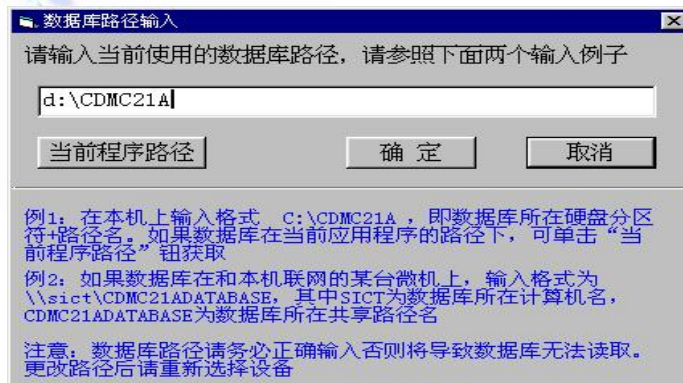 数据库路径输入
请输入当前使用的数据库路径，请参照下面两个输入例子
d:\CDMC21A
当前程序路径 确 定 取消
例1：在本机上输入格式 C:\CDMC21A ，即数据库所在硬盘分区
符+路径名。如果数据库在当前应用程序的路径下，可单击“当
前程序路径”钮获取
例2：如果数据库在和本机联网的某台微机上，输入格式为
\\sict\CDMC21ADATABASE，其中SICT为数据库所在计算机名，
CDMC21ADATABASE为数据库所在共享路径名
注意：数据库路径请务必正确输入否则将导致数据库无法读取。
更改路径后请重新选择设备